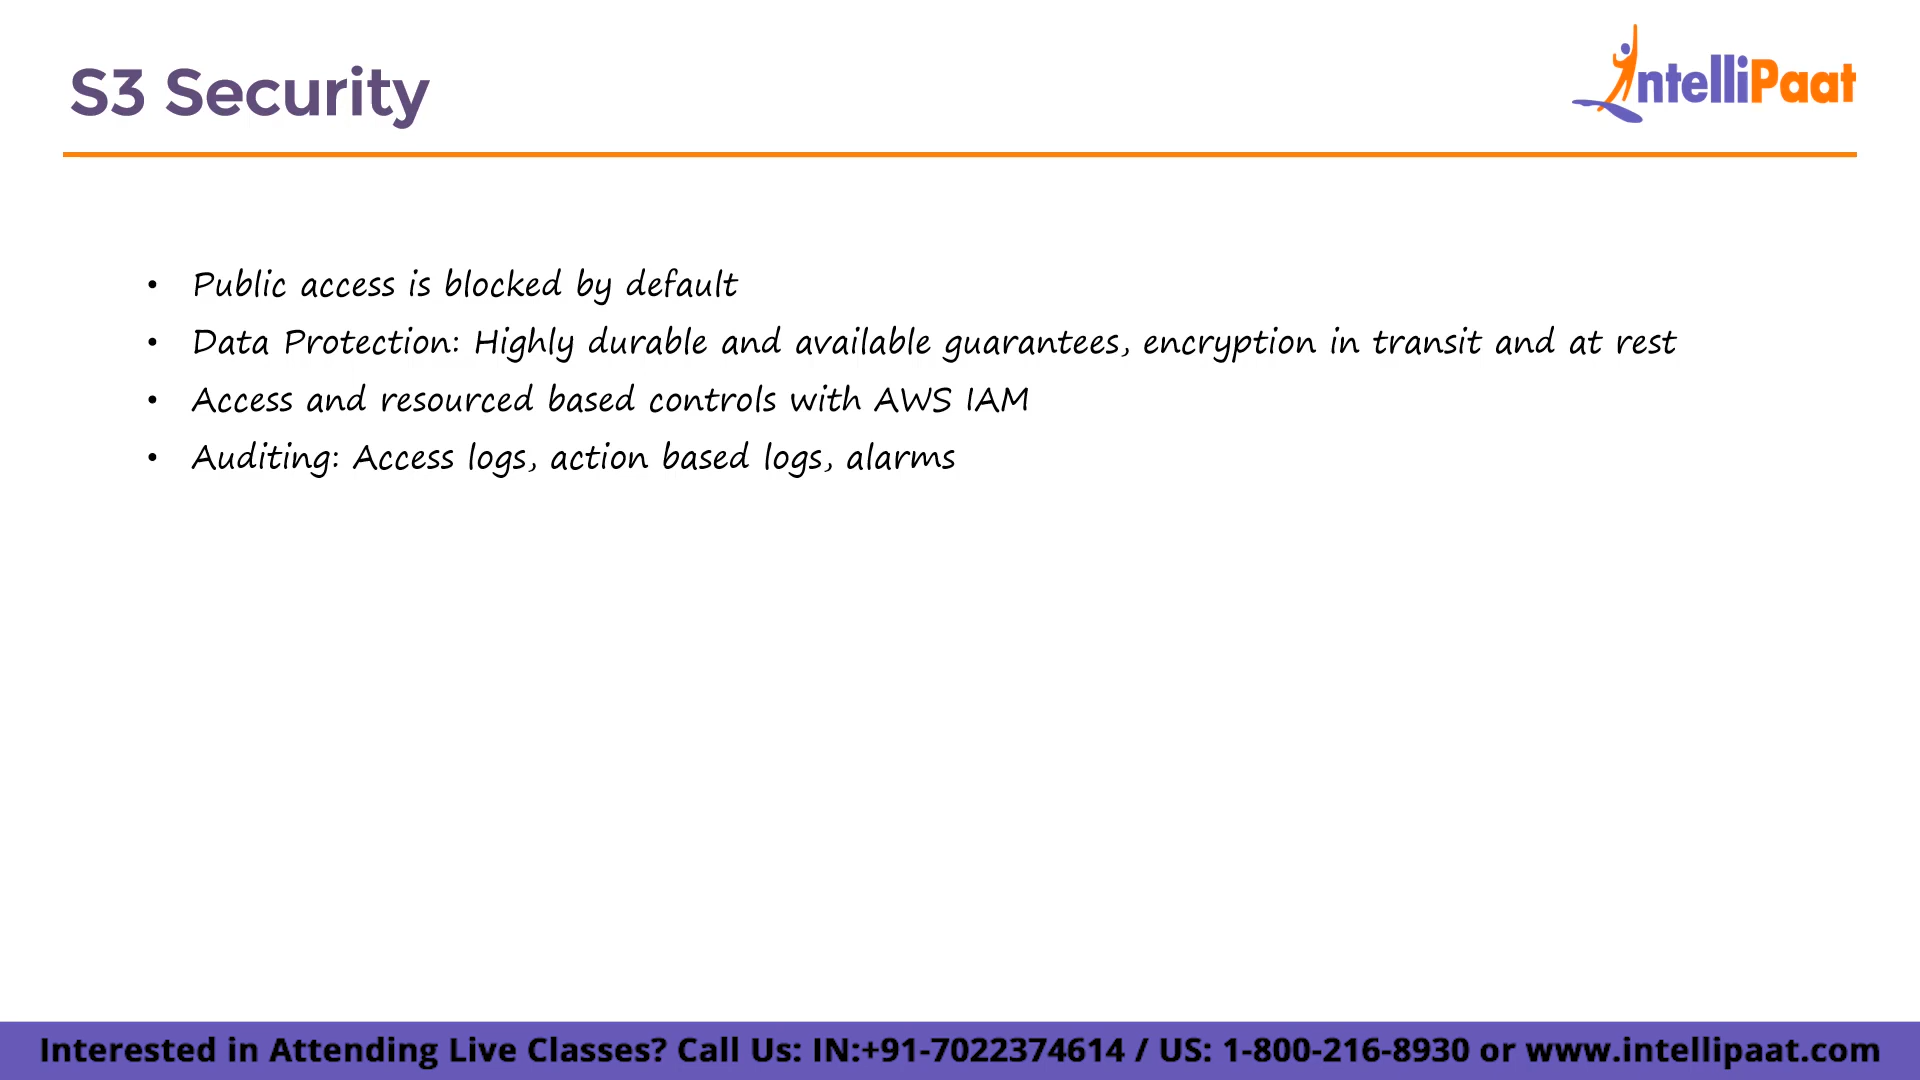 S3 Security
IntelliPaat
• Public access is blocked by default
• Data Protection: Highly durable and available guarantees, encryption in transit and at rest
• Access and resourced based controls with AWS IAM
• Auditing: Access logs, action based logs, alarms
Interested in Attending Live Classes? Call Us: IN:+91-7022374614 / US: 1-800-216-8930 or www.intellipaat.com